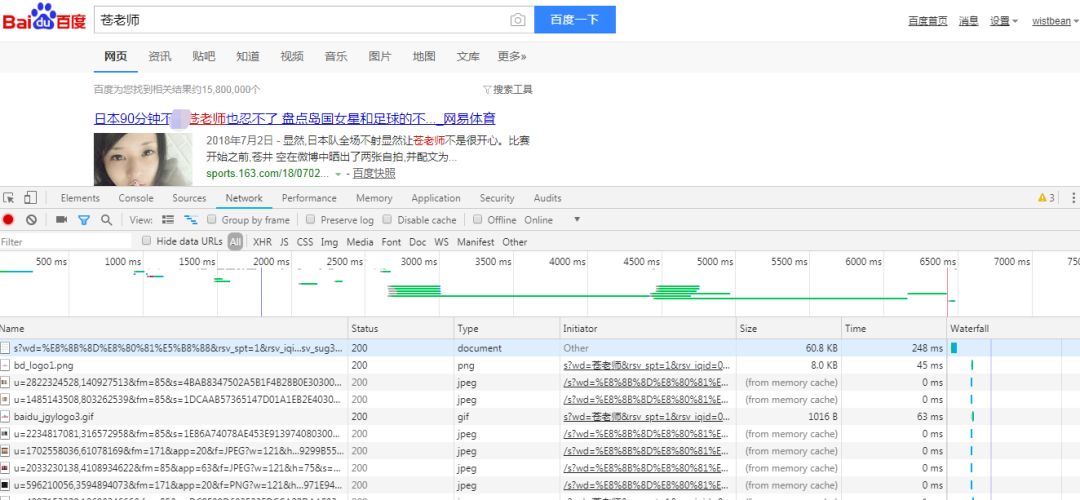 Bai du 百度 苍老师 百度一下 百度首页 消息 设置 wistbean
网页 资讯 贴吧 知道 视频 音乐 图片 地图 文库 更多»
百度为您找到相关结果约15,800,000个 搜索工具
日本90分钟不 苍老师也忍不了 盘点岛国女星和足球的不..._网易体育
2018年7月2日 - 显然,日本队全场不射显然让苍老师不是很开心。比赛
开始之前,苍井 空在微博中晒出了两张自拍,并配文为...
sports.163.com/18/0702... - 百度快照
Elements Console Sources Network Performance Memory Application Security Audits 3
View: Group by frame Preserve log Disable cache Offline Online
Filter Hide data URLs All XHR JS CSS Img Media Font Doc WS Manifest Other
500 ms 1000 ms 1500 ms 2000 ms 2500 ms 3000 ms 3500 ms 4000 ms 4500 ms 5000 ms 5500 ms 6000 ms 6500 ms 7000 ms 750
Name Status Type Initiator Size Time Waterfall
s?wd=%E8%8B%8D%E8%80%81%E5%B8%88&rsv_spt=1&rsv_iqi...sv_sug3... 200 document Other 60.8 KB 248 ms
bd_logo1.png 200 png s?wd=苍老师&rsv_spt=1&rsv_iqid=0... 8.0 KB 45 ms
u=2822324528,140927513&fm=85&s=4BAB8347502A5B1F4B28B0E30300... 200 jpeg /s?wd=%E8%8B%8D%E8%80%81%E... (from memory cache) 0 ms
u=1485143508,803262539&fm=85&s=1DCAAB57365147D01A1EB2E4030... 200 jpeg /s?wd=%E8%8B%8D%E8%80%81%E... (from memory cache) 0 ms
baidu_jgylogo3.gif 200 gif s?wd=苍老师&rsv_spt=1&rsv_iqid=0... 1016 B 63 ms
u=2234817081,316572958&fm=85&s=1E86A74078AE453E913974080300... 200 jpeg /s?wd=%E8%8B%8D%E8%80%81%E... (from memory cache) 0 ms
u=1702558036,61078169&fm=171&app=20&f=JPEG?w=121&h...9299B55... 200 jpeg /s?wd=%E8%8B%8D%E8%80%81%E... (from memory cache) 0 ms
u=2033230138,4108934622&fm=85&app=63&f=JPEG?w=121&h=75&s=... 200 jpeg /s?wd=%E8%8B%8D%E8%80%81%E... (from memory cache) 0 ms
u=596210056,3594894073&fm=171&app=20&f=PNG?w=121&h...971E94... 200 jpeg /s?wd=%E8%8B%8D%E8%80%81%E... (from memory cache) 0 ms